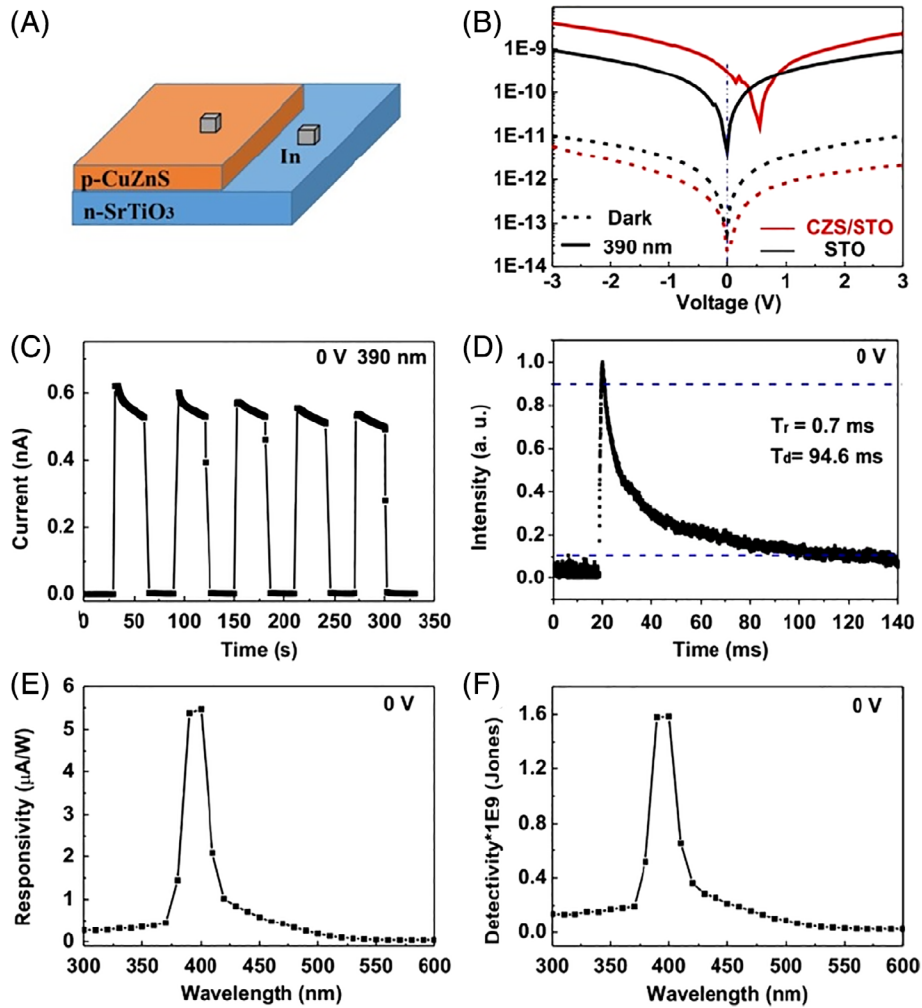 (A)
In
p-CuZnS
n-SrTiO3
(B)
1E-9
1E-10
1E-11
1E-12
1E-13
1E-14
Dark
390 nm
CZS/STO
STO
-3 -2 -1 0 1 2 3
Voltage (V)
(C)
0 V 390 nm
Current (nA)
0.6
0.4
0.2
0.0
0 50 100 150 200 250 300 350
Time (s)
(D)
0 V
Tr = 0.7 ms
Td= 94.6 ms
Intensity (a. u.)
1.0
0.8
0.6
0.4
0.2
0.0
0 20 40 60 80 100 120 140
Time (ms)
(E)
0 V
Responsivity (μA/W)
6
5
4
3
2
1
0
300 350 400 450 500 550 600
Wavelength (nm)
(F)
0 V
Detectivity*1E9 (Jones)
1.6
1.2
0.8
0.4
0.0
300 350 400 450 500 550 600
Wavelength (nm)